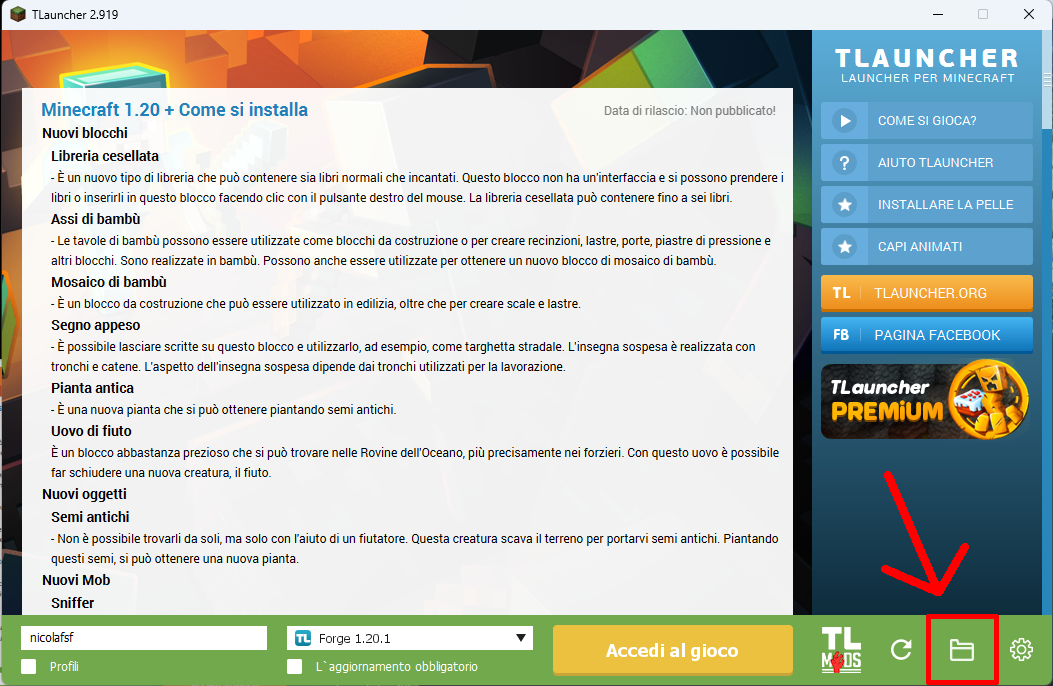 TLauncher 2.919
Minecraft 1.20 + Come si installa
Data di rilascio: Non pubblicato!
Nuovi blocchi
Libreria cesellata
- È un nuovo tipo di libreria che può contenere sia libri normali che incantati. Questo blocco non ha un'interfaccia e si possono prendere i
libri o inserirli in questo blocco facendo clic con il pulsante destro del mouse. La libreria cesellata può contenere fino a sei libri.
Assi di bambù
- Le tavole di bambù possono essere utilizzate come blocchi da costruzione o per creare recinzioni, lastre, porte, piastre di pressione e
altri blocchi. Sono realizzate in bambù. Possono anche essere utilizzate per ottenere un nuovo blocco di mosaico di bambù.
Mosaico di bambù
- È un blocco da costruzione che può essere utilizzato in edilizia, oltre che per creare scale e lastre.
Segno appeso
- È possibile lasciare scritte su questo blocco e utilizzarlo, ad esempio, come targhetta stradale. L'insegna sospesa è realizzata con
tronchi e catene. L'aspetto dell'insegna sospesa dipende dai tronchi utilizzati per la lavorazione.
Pianta antica
- È una nuova pianta che si può ottenere piantando semi antichi.
Uovo di fiuto
È un blocco abbastanza prezioso che si può trovare nelle Rovine dell'Oceano, più precisamente nei forzieri. Con questo uovo è possibile
far schiudere una nuova creatura, il fiuto.
Nuovi oggetti
Semi antichi
- Non è possibile trovarli da soli, ma solo con l'aiuto di un fiutatore. Questa creatura scava il terreno per portarvi semi antichi. Piantando
questi semi, si può ottenere una nuova pianta.
Nuovi Mob
Sniffer
TLAUNCHER
LAUNCHER PER MINECRAFT
COME SI GIOCA?
? AIUTO TLAUNCHER
INSTALLARE LA PELLE
CAPI ANIMATI
TL TLAUNCHER.ORG
FB PAGINA FACEBOOK
TLauncher
PREMiUM
nicolafsf
TL Forge 1.20.1
Profili
L`aggiornamento obbligatorio
Accedi al gioco
TL
MODS